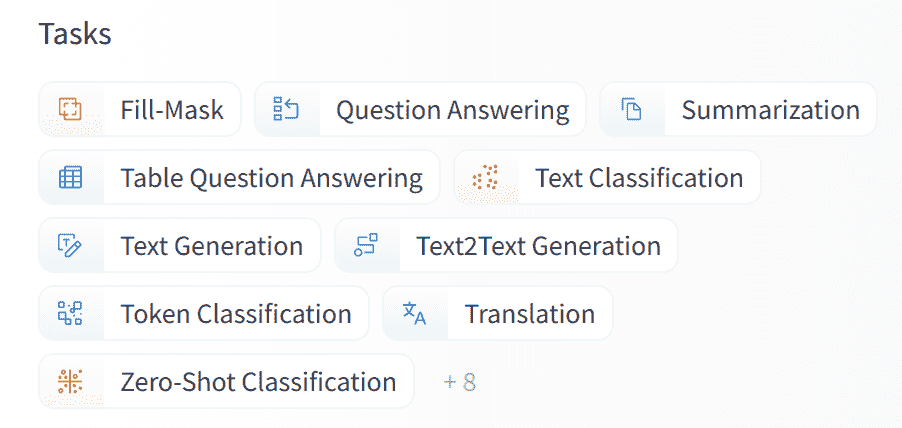 Tasks
Fill-Mask Question Answering Summarization
Table Question Answering Text Classification
Text Generation Text2Text Generation
Token Classification Translation
Zero-Shot Classification + 8